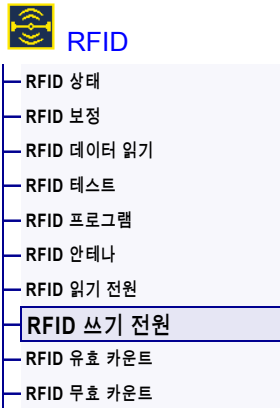 RFID
RFID 상태
RFID 보정
RFID 데이터 읽기
RFID 테스트
RFID 프로그램
RFID 안테나
RFID 읽기 전원
RFID 쓰기 전원
RFID 유효 카운트
RFID 무효 카운트